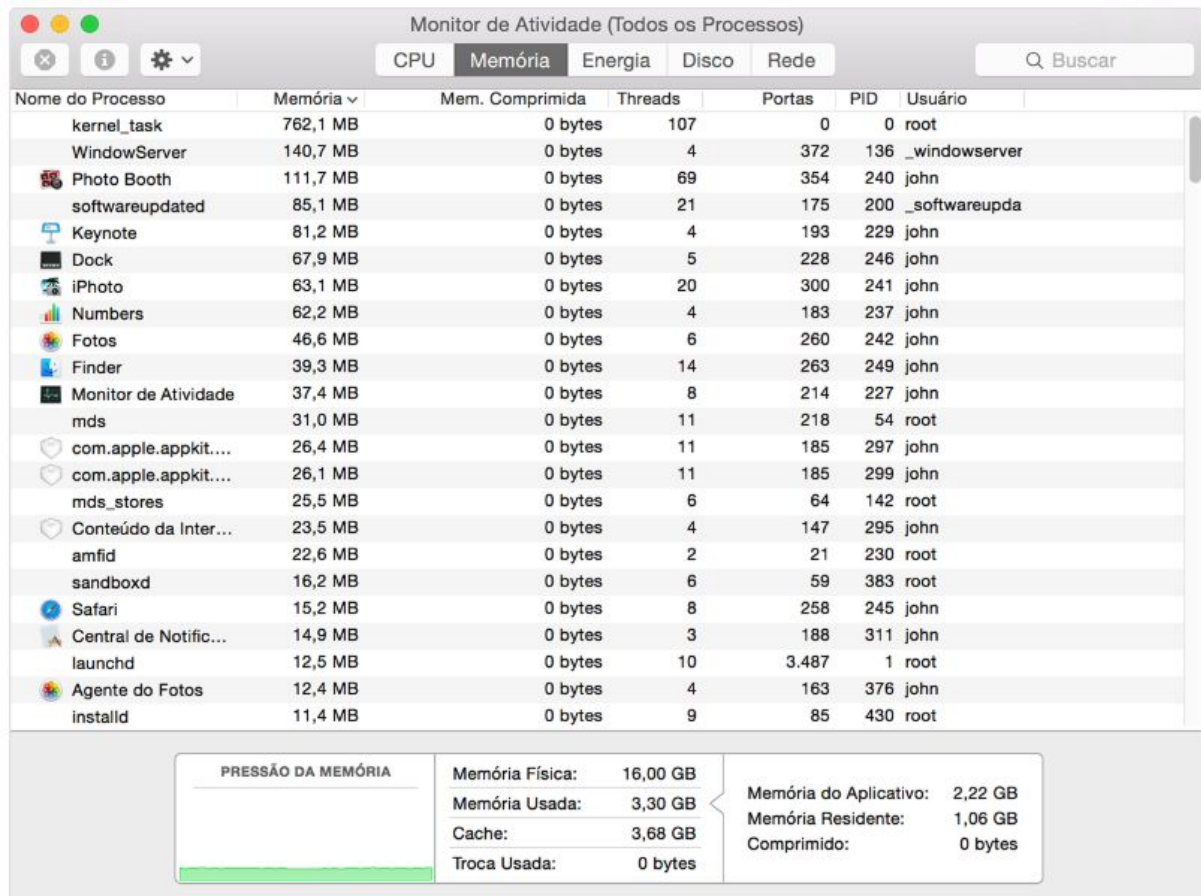 Monitor de Atividade (Todos os Processos)
CPU Memória Energia Disco Rede Buscar
Nome do Processo Memória Mem. Comprimida Threads Portas PID Usuário
kernel_task 762,1 MB 0 bytes 107 0 0 root
WindowServer 140,7 MB 0 bytes 4 372 136 _windowserver
Photo Booth 111,7 MB 0 bytes 69 354 240 john
softwareupdated 85,1 MB 0 bytes 21 175 200 _softwareupda
Keynote 81,2 MB 0 bytes 4 193 229 john
Dock 67,9 MB 0 bytes 5 228 246 john
iPhoto 63,1 MB 0 bytes 20 300 241 john
Numbers 62,2 MB 0 bytes 4 183 237 john
Fotos 46,6 MB 0 bytes 6 260 242 john
Finder 39,3 MB 0 bytes 14 263 249 john
Monitor de Atividade 37,4 MB 0 bytes 8 214 227 john
mds 31,0 MB 0 bytes 11 218 54 root
com.apple.appkit.... 26,4 MB 0 bytes 11 185 297 john
com.apple.appkit.... 26,1 MB 0 bytes 11 185 299 john
mds_stores 25,5 MB 0 bytes 6 64 142 root
Conteúdo da Inter... 23,5 MB 0 bytes 4 147 295 john
amfid 22,6 MB 0 bytes 2 21 230 root
sandboxd 16,2 MB 0 bytes 6 59 383 root
Safari 15,2 MB 0 bytes 8 258 245 john
Central de Notific... 14,9 MB 0 bytes 3 188 311 john
launchd 12,5 MB 0 bytes 10 3.487 1 root
Agente do Fotos 12,4 MB 0 bytes 4 163 376 john
installd 11,4 MB 0 bytes 9 85 430 root
PRESSÃO DA MEMÓRIA
Memória Física: 16,00 GB
Memória Usada: 3,30 GB
Cache: 3,68 GB
Troca Usada: 0 bytes
Memória do Aplicativo: 2,22 GB
Memória Residente: 1,06 GB
Comprimido: 0 bytes